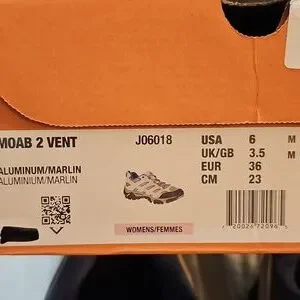 MOAB 2 VENT J06018 USA 6 M
UK/GB 3.5 M
ALUMINUM/MARLIN EUR 36
ALUMINIUM/MARLIN CM 23
WOMENS/FEMMES